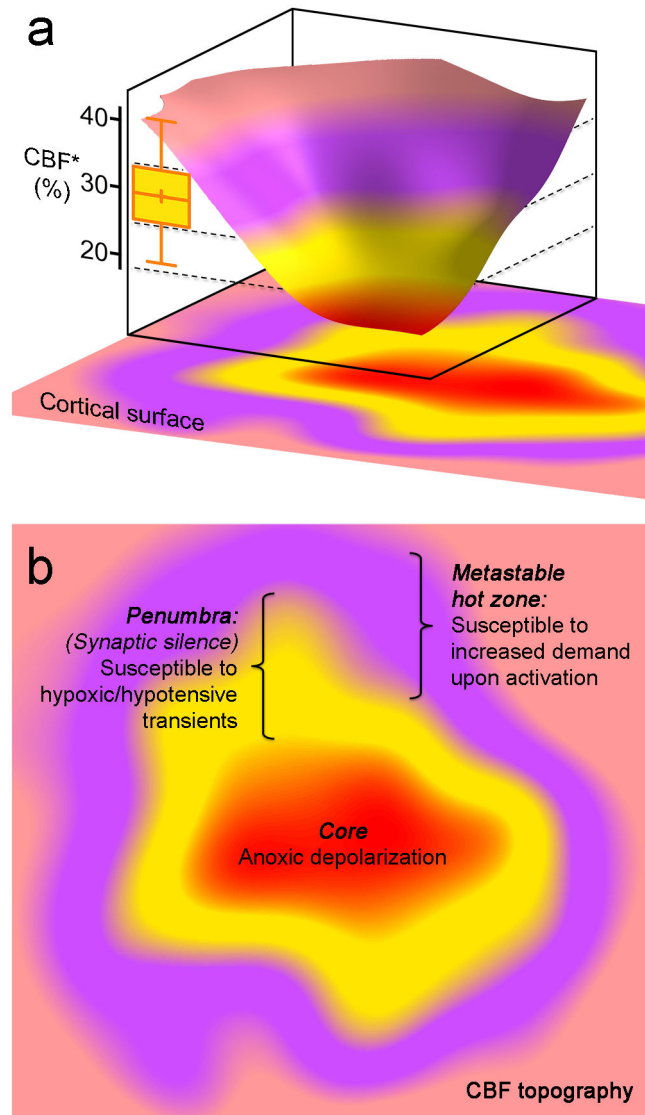 a
40
CBF*
(%)
30
20
Cortical surface
b
Metastable
hot zone:
Susceptible to
increased demand
upon activation
Penumbra:
(Synaptic silence)
Susceptible to
hypoxic/hypotensive
transients
Core
Anoxic depolarization
CBF topography